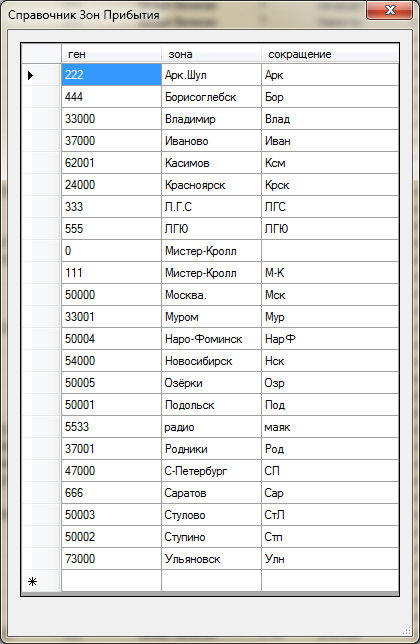 Справочник Зон Прибытия
ген зона сокращение
222 Арк.Шул Арк
444 Борисоглебск Бор
33000 Владимир Влад
37000 Иваново Иван
62001 Касимов Ксм
24000 Красноярск Крск
333 Л.Г.С ЛГС
555 ЛГЮ ЛГЮ
0 Мистер-Кролл
111 Мистер-Кролл М-К
50000 Москва. Мск
33001 Муром Мур
50004 Наро-Фоминск НарФ
54000 Новосибирск Нск
50005 Озёрки Озр
50001 Подольск Под
5533 радио маяк
37001 Родники Род
47000 С-Петербург СП
666 Саратов Сар
50003 Стулово СтЛ
50002 Ступино Стп
73000 Ульяновск Улн